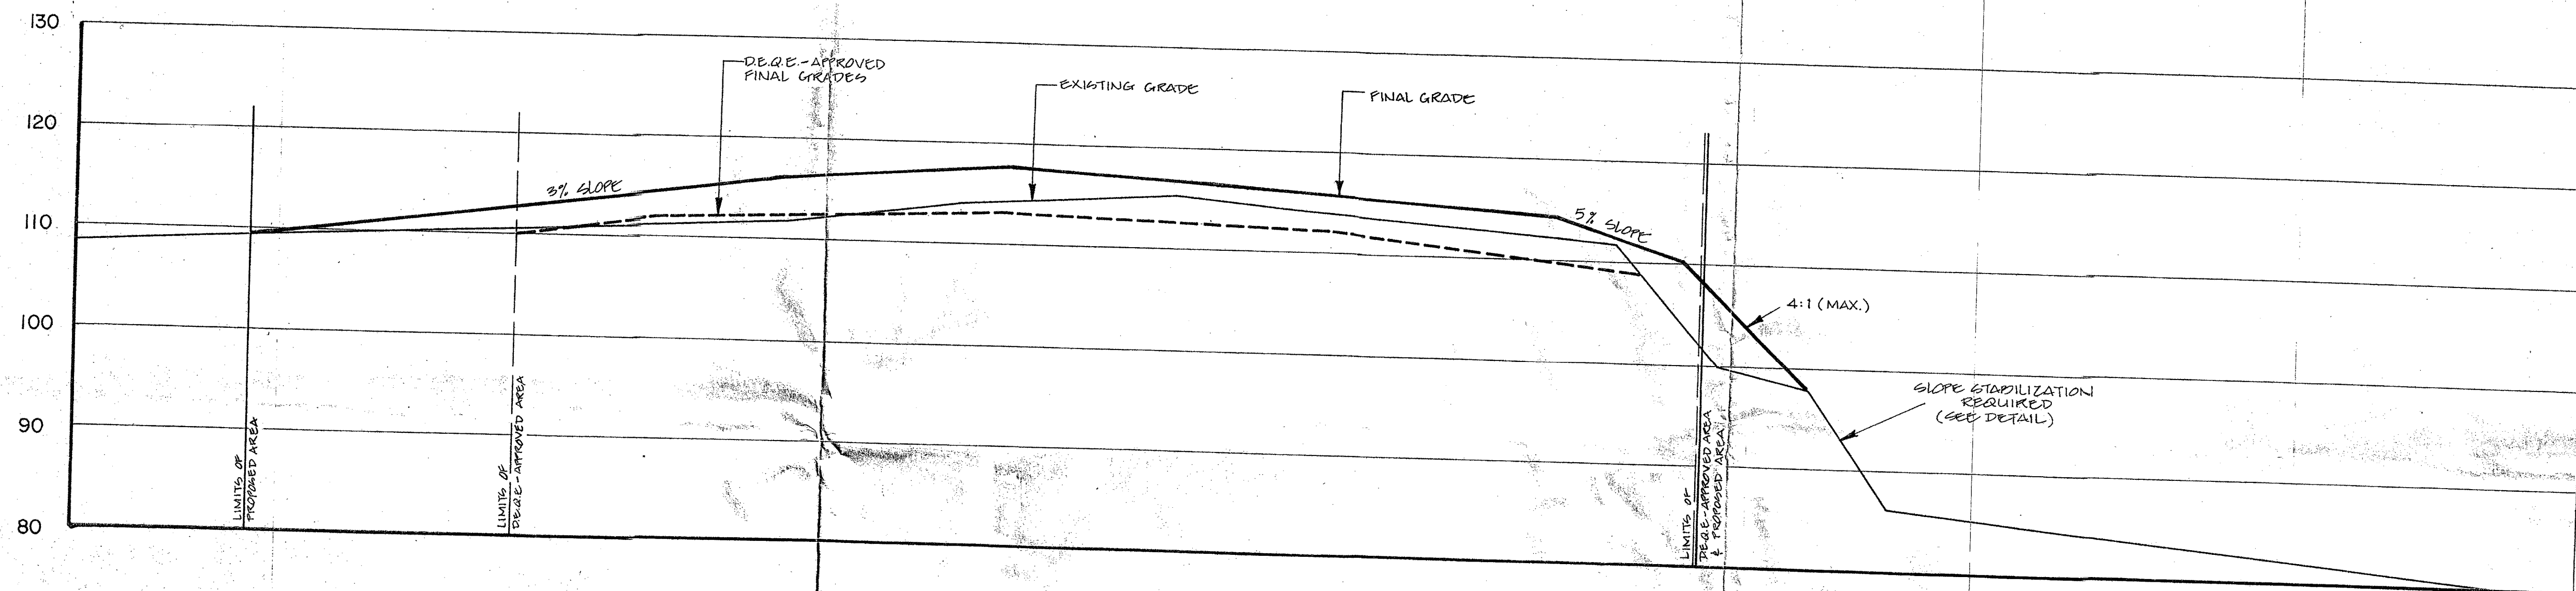 130
120
110
100
90
80
D.E.Q.E.-APPROVED
FINAL GRADES
EXISTING GRADE
FINAL GRADE
3% SLOPE
5% SLOPE
4:1 (MAX.)
SLOPE STABILIZATION
REQUIRED
(SEE DETAIL)
LIMITS OF
PROPOSED AREA
LIMITS OF
D.E.Q.E.-APPROVED AREA
LIMITS OF
D.E.Q.E.-APPROVED AREA
& PROPOSED AREA